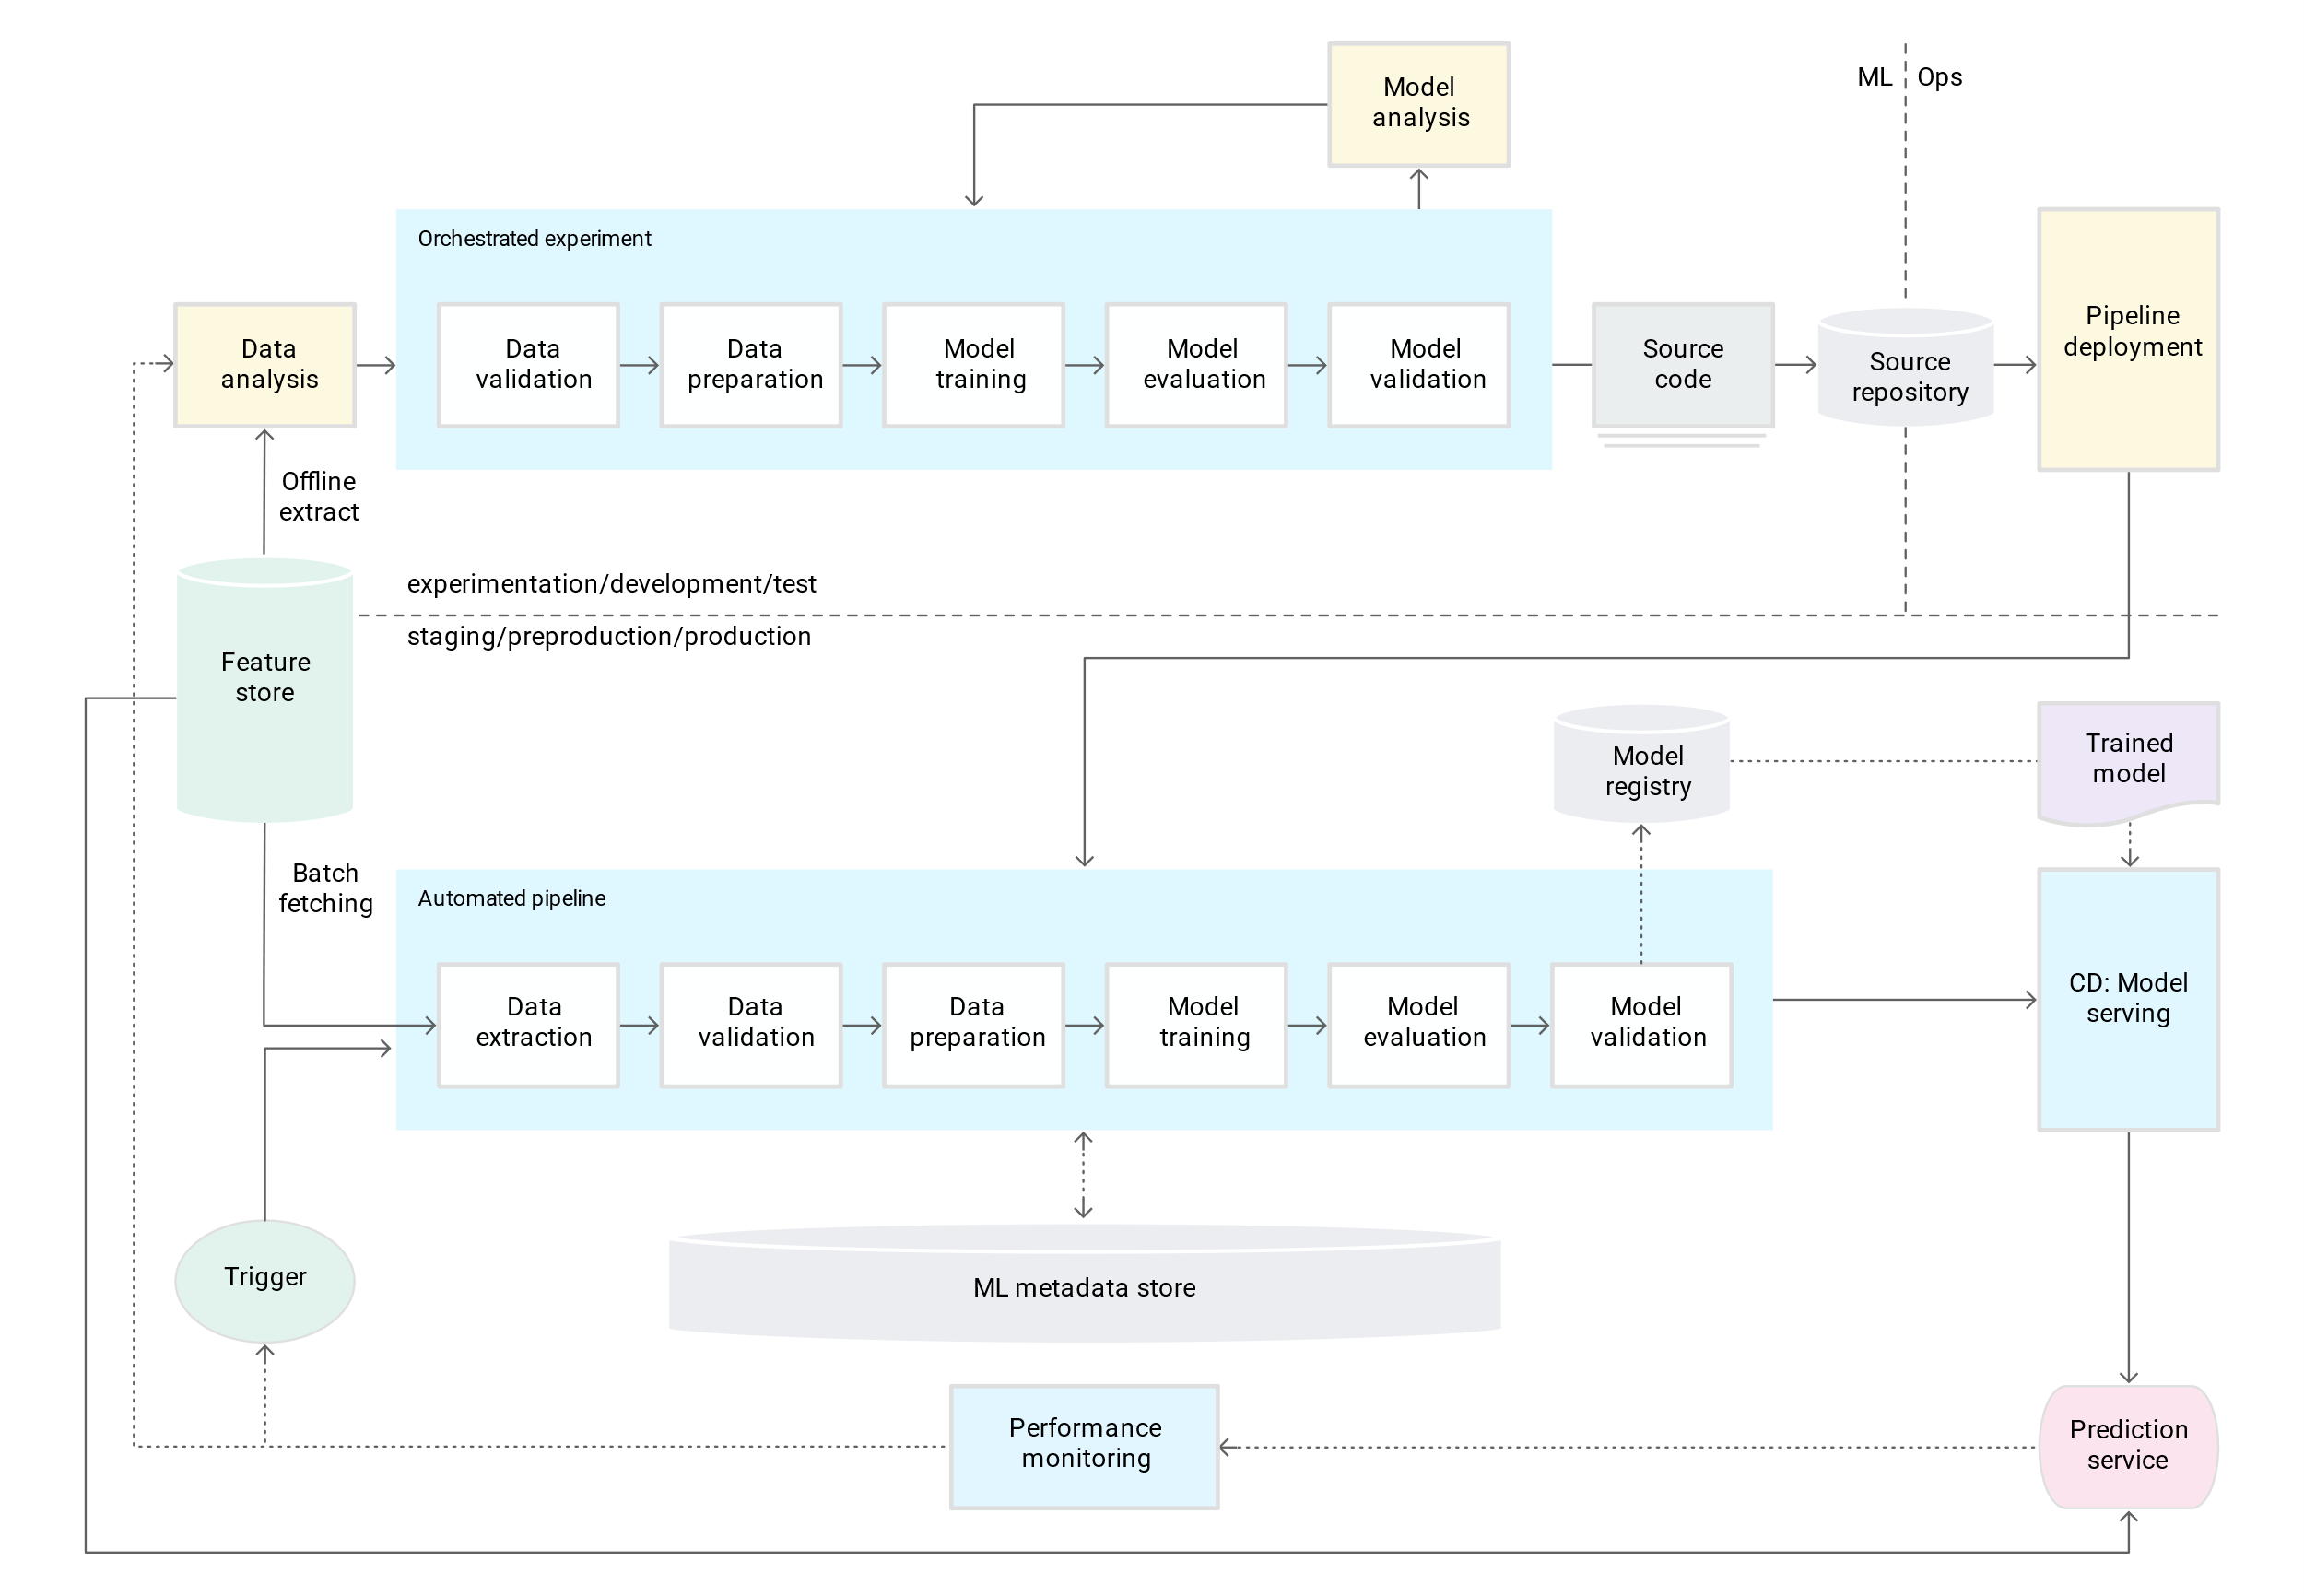 Model
analysis
ML
Ops
Orchestrated experiment
Data
analysis
Data
validation
Data
preparation
Model
training
Model
evaluation
Model
validation
Source
code
Source
repository
Pipeline
deployment
Offline
extract
experimentation/development/test
staging/preproduction/production
Feature
store
Model
registry
Trained
model
Batch
fetching
Automated pipeline
Data
extraction
Data
validation
Data
preparation
Model
training
Model
evaluation
Model
validation
CD: Model
serving
Trigger
ML metadata store
Performance
monitoring
Prediction
service